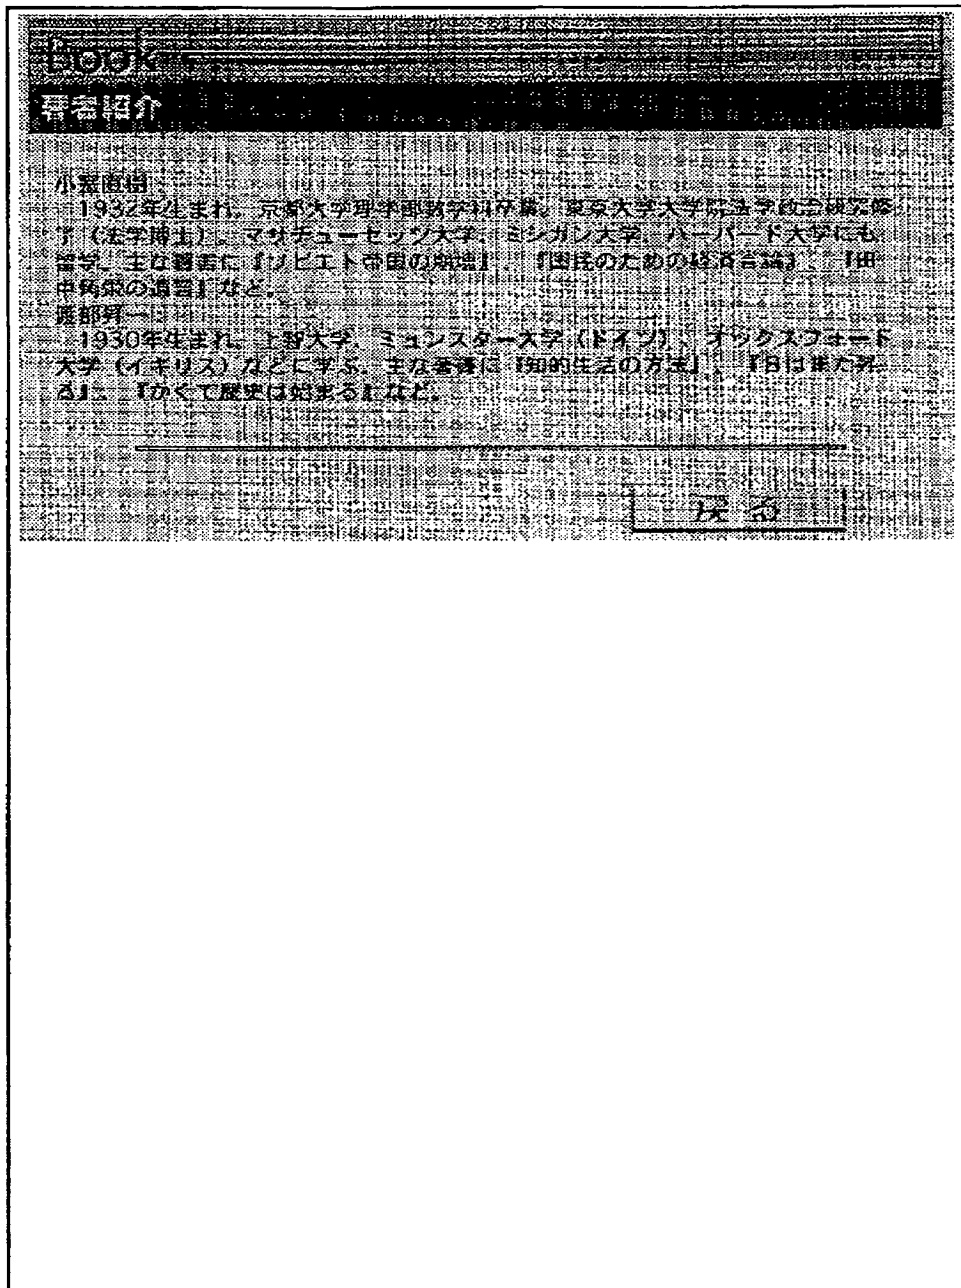 Book
著者紹介
小室直樹
1932年生まれ。京都大学理学部数学科卒業。東京大学大学院法学政治研究修
了（法学博士）。マサチューセッツ大学、ミシガン大学、ハーバード大学にも
留学。主な著書に『ソビエト帝国の崩壊』、『国民のための経済原論』、『田
中角栄の遺言』など。
渡部昇一
1930年生まれ。上智大学、ミュンスター大学（ドイツ）、オックスフォード
大学（イギリス）などに学ぶ。主な著書に『知的生活の方法』、『日はまた昇
る』、『かくて歴史は始まる』など。
戻る